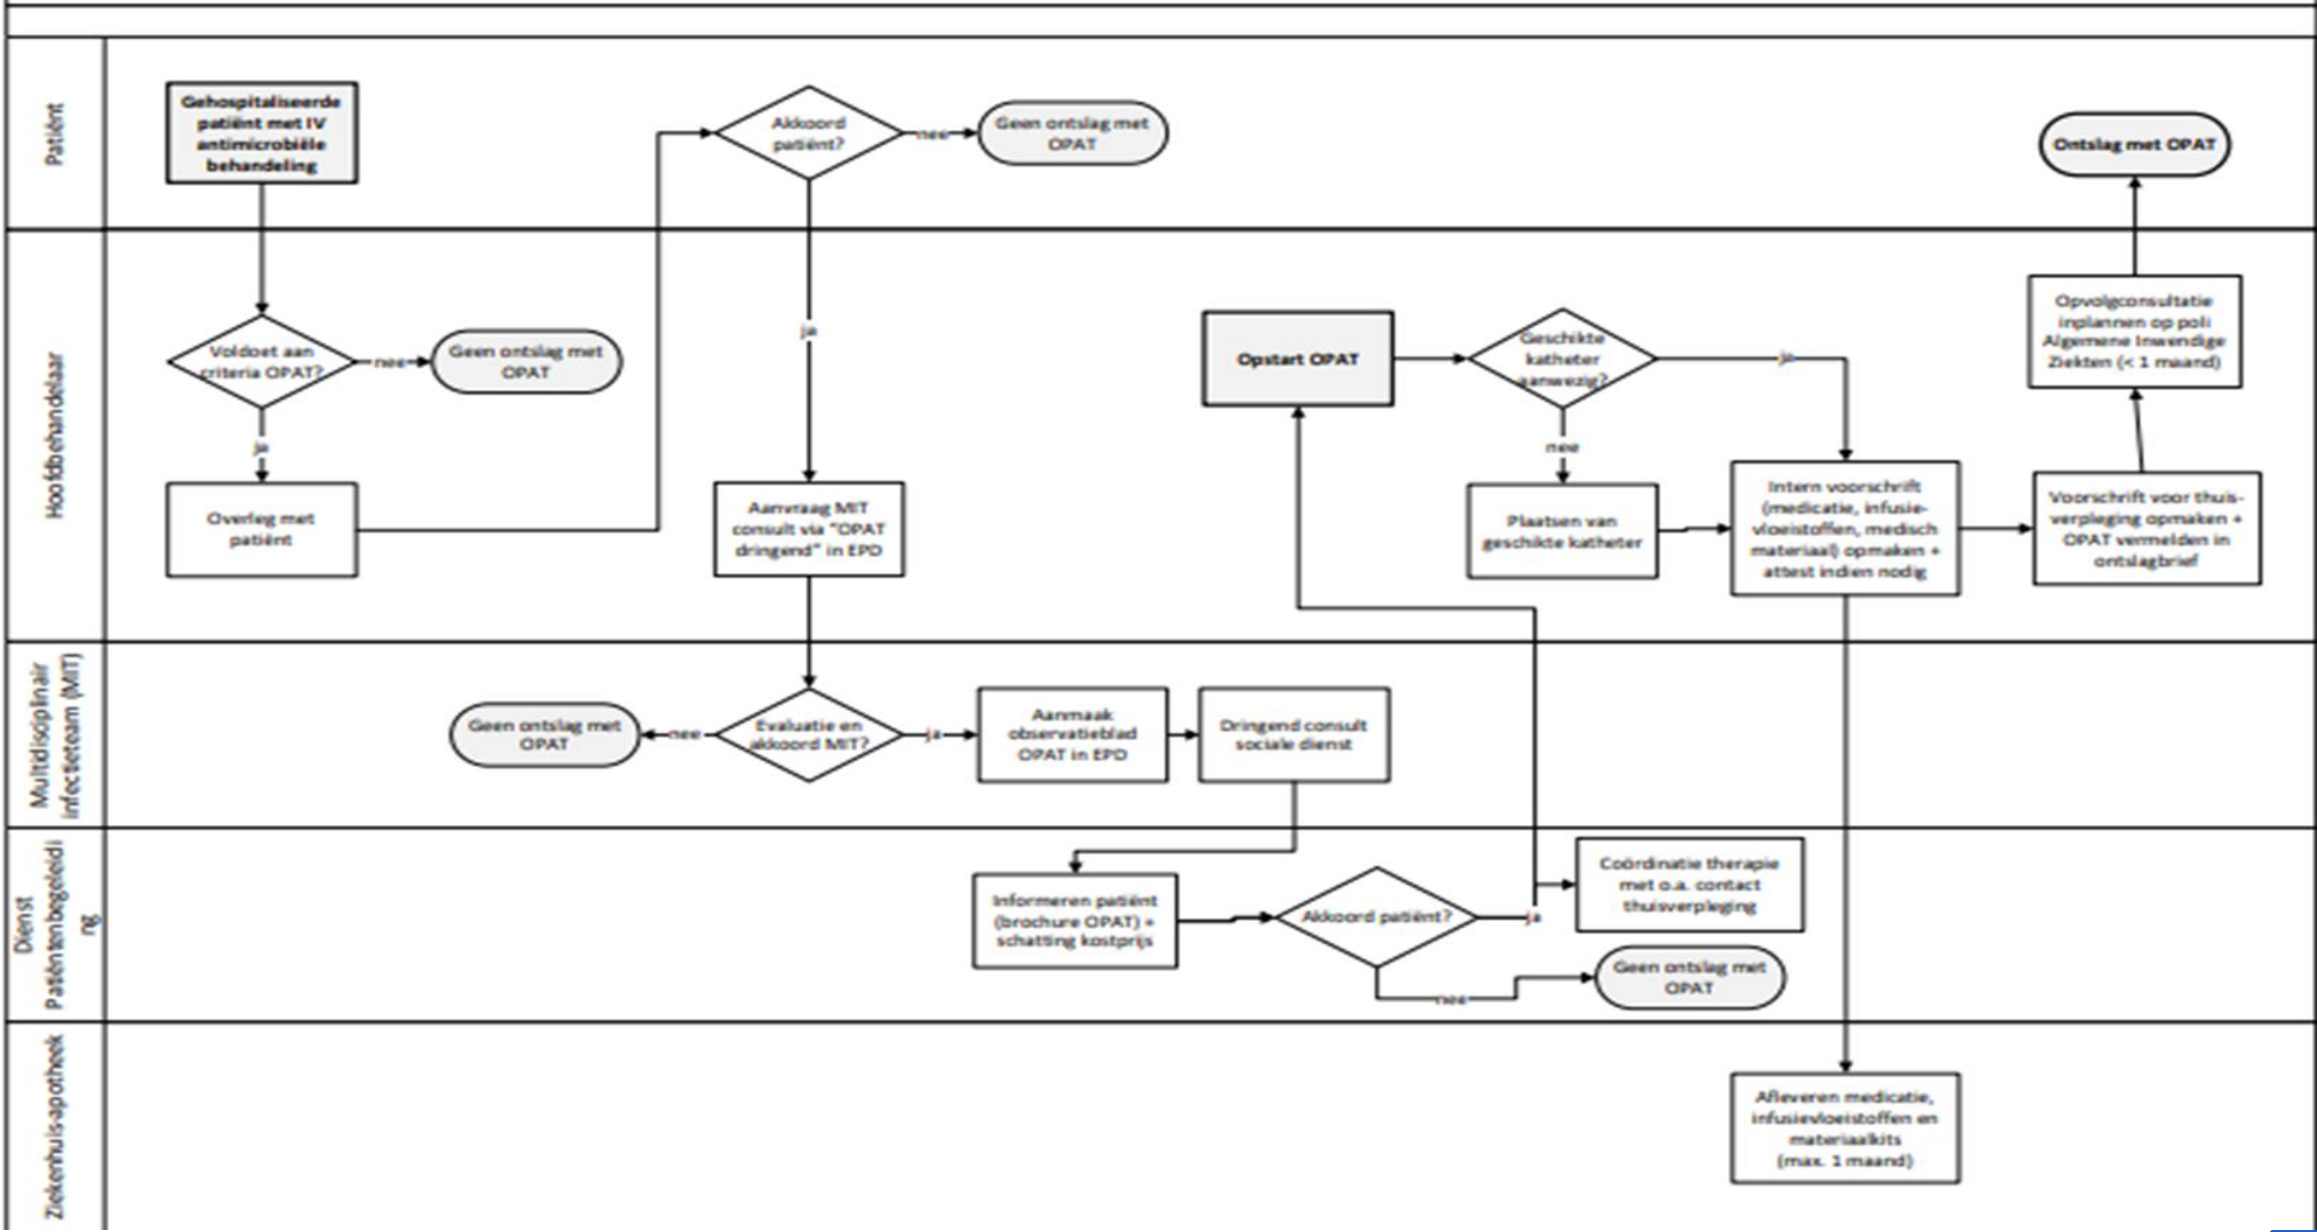 Patiënt
Gehospitaliseerde
patiënt met IV
antimicrobiële
behandeling
Akkoord
patiënt?
nee
Geen ontslag met
OPAT
Ontslag met OPAT
Hoofdbehandelaar
Voldoet aan
criteria OPAT?
nee
Geen ontslag met
OPAT
ja
Overleg met
patiënt
ja
Aanvraag MIT
consult via "OPAT
dringend" in EPD
Opstart OPAT
Geschikte
katheter
aanwezig?
ja
nee
Plaatsen van
geschikte katheter
Intern voorschrift
(medicatie, infusie-
vloeistoffen, medisch
materiaal) opmaken +
attest indien nodig
Voorschrift voor thuis-
verpleging opmaken +
OPAT vermelden in
ontslagbrief
Opvolgconsultatie
inplannen op poli
Algemene Inwendige
Ziekten (< 1 maand)
Multidisciplinair
infectieteam (MIT)
Geen ontslag met
OPAT
nee
Evaluatie en
akkoord MIT?
ja
Aanmaak
observatieblad
OPAT in EPD
Dringend consult
sociale dienst
Dienst
Patiëntenbegeleidi
ng
Informeren patiënt
(brochure OPAT) +
schatting kostprijs
Akkoord patiënt?
ja
Coördinatie therapie
met o.a. contact
thuisverpleging
nee
Geen ontslag met
OPAT
Ziekenhuis-apotheek
Afleveren medicatie,
infusievloeistoffen en
materiaalkits
(max. 1 maand)